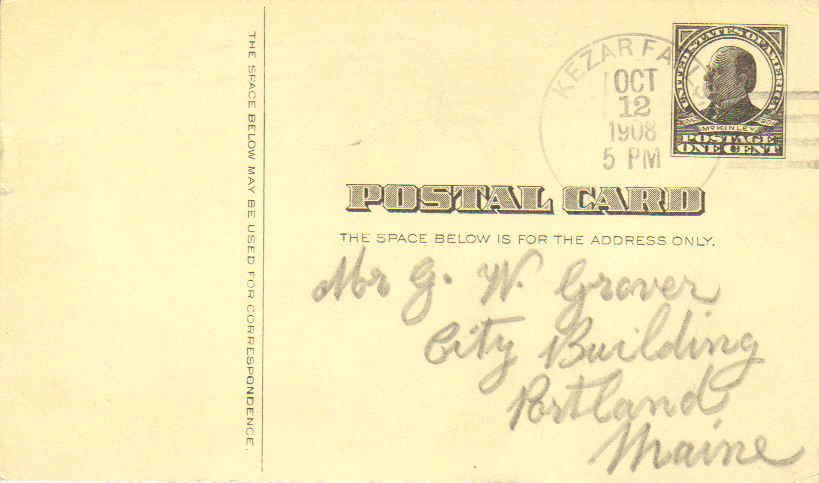 THE SPACE BELOW MAY BE USED FOR CORRESPONDENCE.
KEZAR FALLS
OCT
12
1908
5 PM
UNITED STATES OF AMERICA
McKINLEY
POSTAGE
ONE CENT
POSTAL CARD
THE SPACE BELOW IS FOR THE ADDRESS ONLY.
Mr G. W. Grover
City Building
Portland
Maine